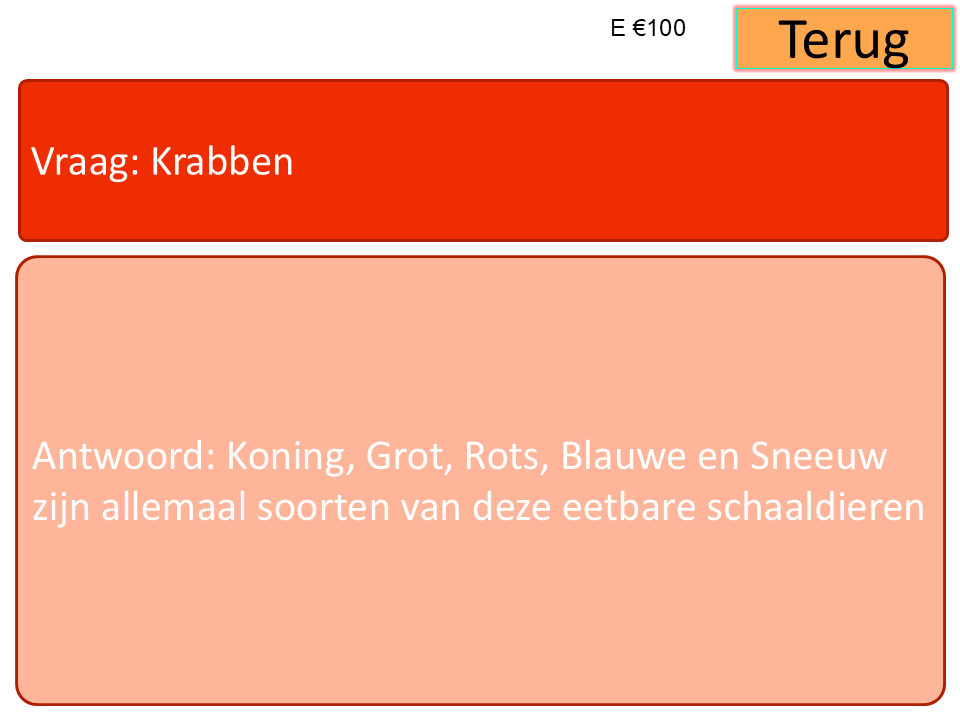 E €100
Terug
Vraag: Krabben
Antwoord: Koning, Grot, Rots, Blauwe en Sneeuw
zijn allemaal soorten van deze eetbare schaaldieren